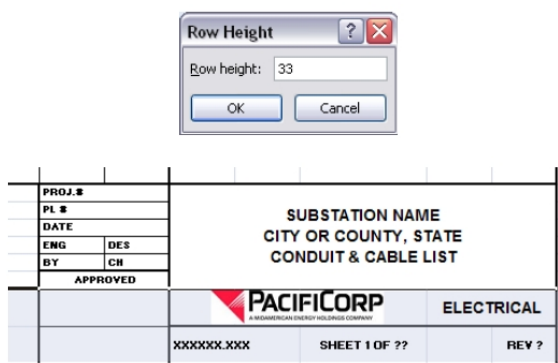 Row Height
Row height: 33
OK Cancel
PROJ.#
PL #
DATE
ENG DES
BY CH
APPROVED
SUBSTATION NAME
CITY OR COUNTY, STATE
CONDUIT & CABLE LIST
PACIFICORP
A MIDAMERICAN ENERGY HOLDINGS COMPANY
ELECTRICAL
XXXXXX.XXX SHEET 1 OF ?? REV ?